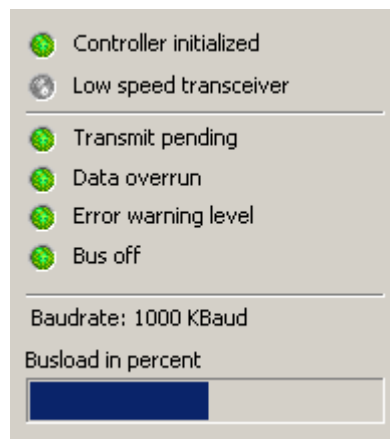 Controller initialized
Low speed transceiver
Transmit pending
Data overrun
Error warning level
Bus off
Baudrate: 1000 KBaud
Busload in percent